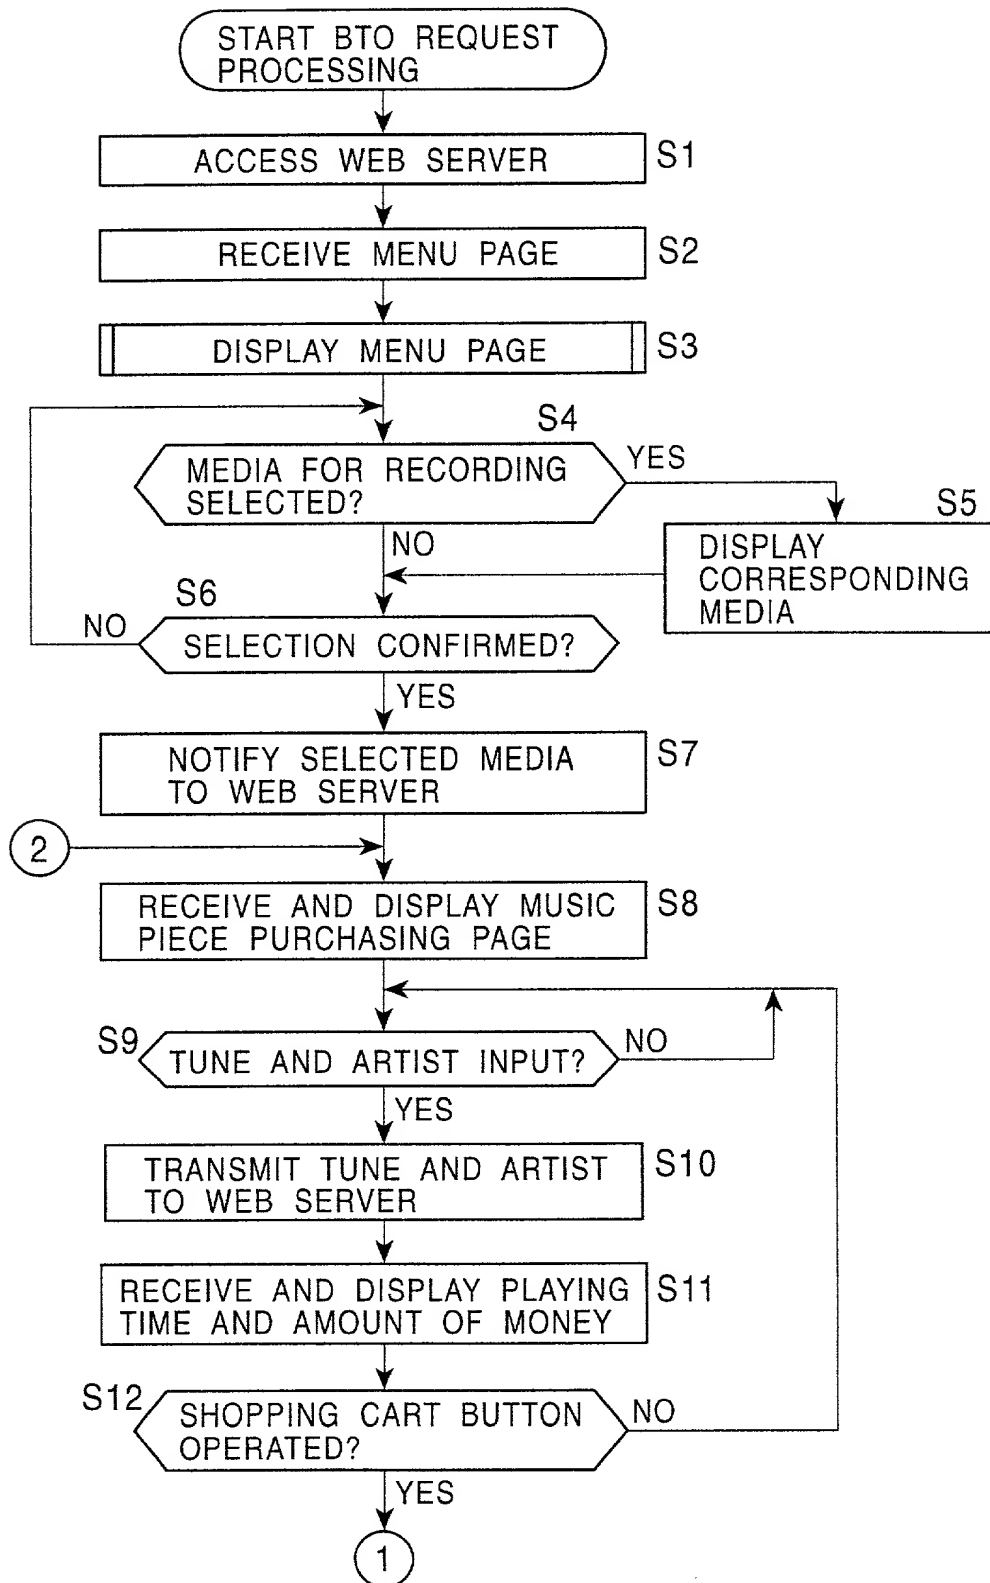 START BTO REQUEST
PROCESSING
ACCESS WEB SERVER
S1
RECEIVE MENU PAGE
S2
DISPLAY MENU PAGE
S3
S4
MEDIA FOR RECORDING
SELECTED?
YES
S5
DISPLAY
CORRESPONDING
MEDIA
NO
S6
NO
SELECTION CONFIRMED?
YES
NOTIFY SELECTED MEDIA
TO WEB SERVER
S7
2
RECEIVE AND DISPLAY MUSIC
PIECE PURCHASING PAGE
S8
S9
TUNE AND ARTIST INPUT?
NO
YES
TRANSMIT TUNE AND ARTIST
TO WEB SERVER
S10
RECEIVE AND DISPLAY PLAYING
TIME AND AMOUNT OF MONEY
S11
S12
SHOPPING CART BUTTON
OPERATED?
NO
YES
1